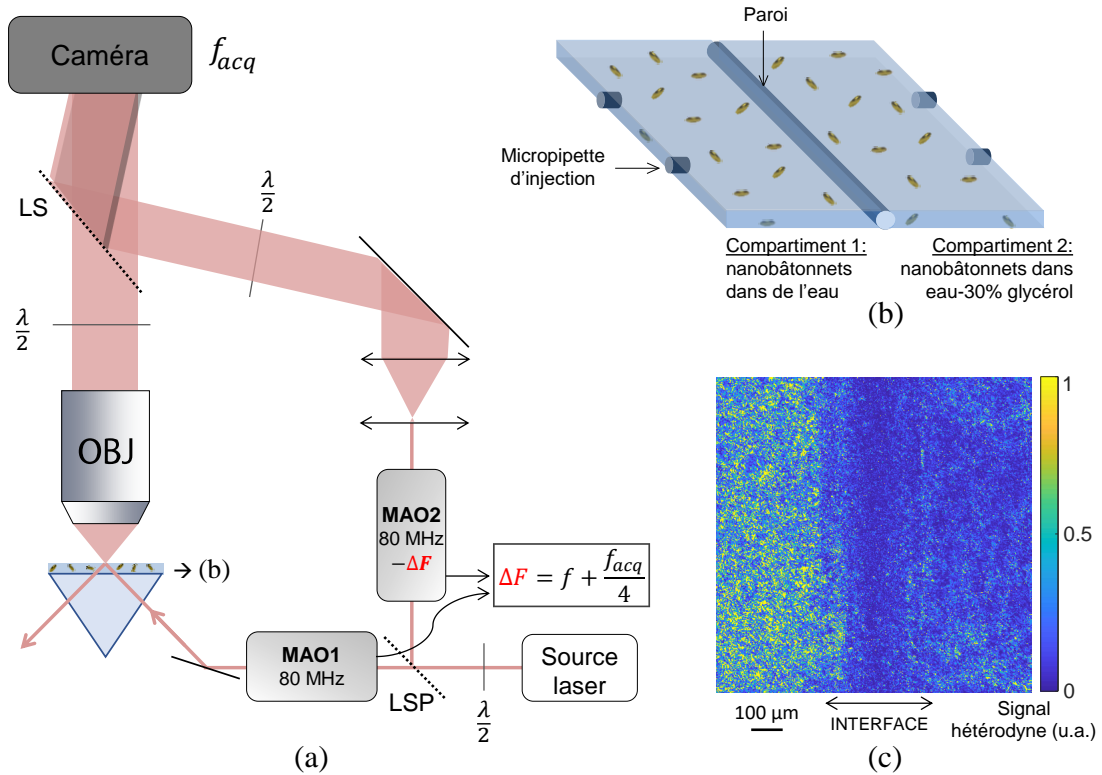 Caméra
f_acq
LS
λ/2
λ/2
OBJ
→ (b)
MAO2
80 MHz
−ΔF
ΔF = f + f_acq/4
MAO1
80 MHz
LSP
λ/2
Source
laser
(a)
Paroi
Micropipette
d'injection
Compartiment 1:
nanobâtonnets
dans de l'eau
Compartiment 2:
nanobâtonnets dans
eau-30% glycérol
(b)
1
0.5
0
100 µm
INTERFACE
Signal
hétérodyne (u.a.)
(c)